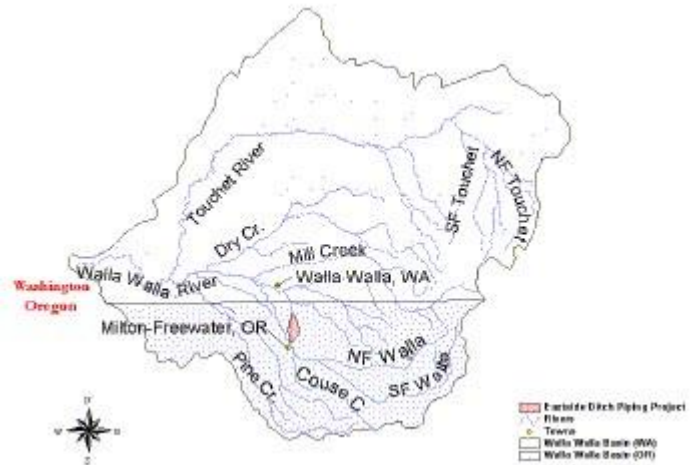 Touchet River
SF Touchet
NF Touchet
Dry Cr.
Mill Creek
Walla Walla River
Walla Walla, WA
Washington
Oregon
Milton-Freewater, OR
NF Walla
SF Walla
Pine Cr.
Couse C
Eastside Ditch Piping Project
Rivers
Towns
Walla Walla Basin (WA)
Walla Walla Basin (OR)